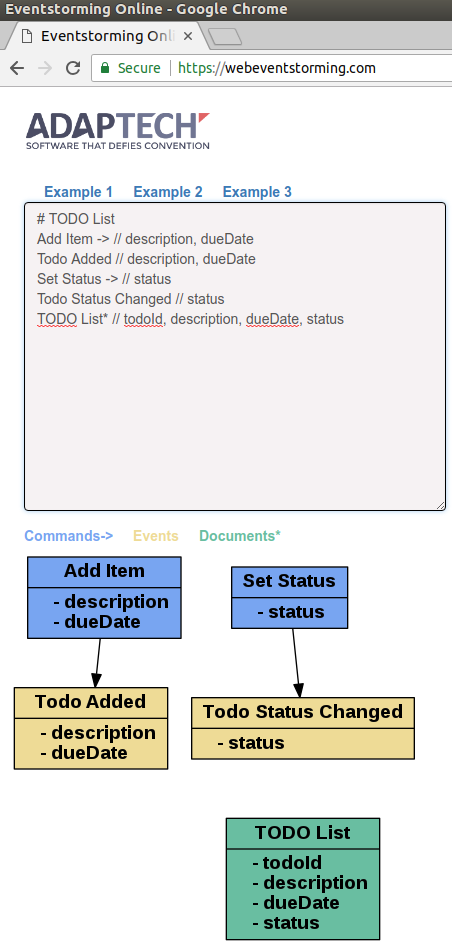 Eventstorming Online - Google Chrome
Eventstorming Onl
Secure https://webeventstorming.com
ADAPTECH
SOFTWARE THAT DEFIES CONVENTION
Example 1 Example 2 Example 3
# TODO List
Add Item -> // description, dueDate
Todo Added // description, dueDate
Set Status -> // status
Todo Status Changed // status
TODO List* // todoId, description, dueDate, status
Commands-> Events Documents*
Add Item
- description
- dueDate
Set Status
- status
Todo Added
- description
- dueDate
Todo Status Changed
- status
TODO List
- todoId
- description
- dueDate
- status